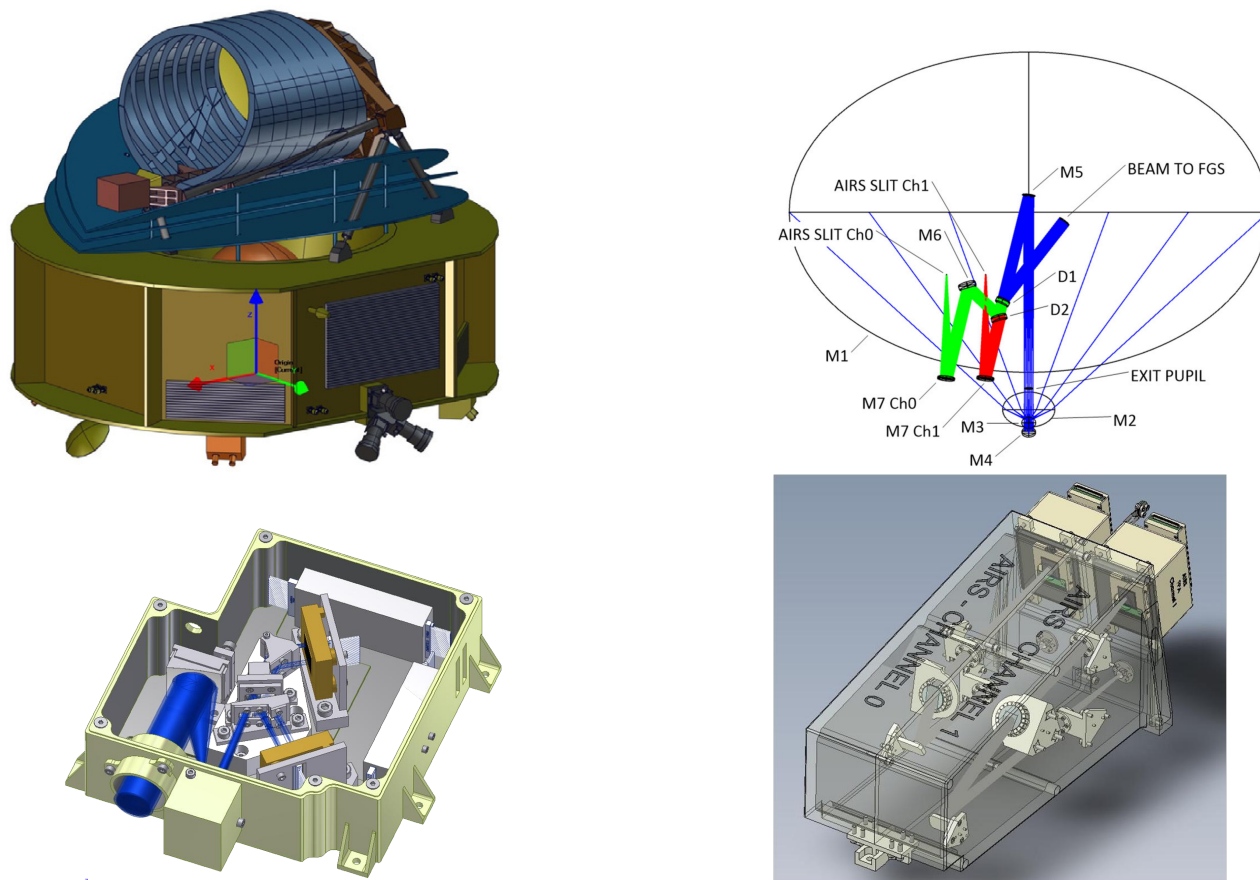 z
x
Origin
M5
BEAM TO FGS
AIRS SLIT Ch1
M6
AIRS SLIT Ch0
D1
D2
M1
EXIT PUPIL
M7 Ch0
M3
M2
M7 Ch1
M4
AIRS - CHANNEL 0
AIRS - CHANNEL 1